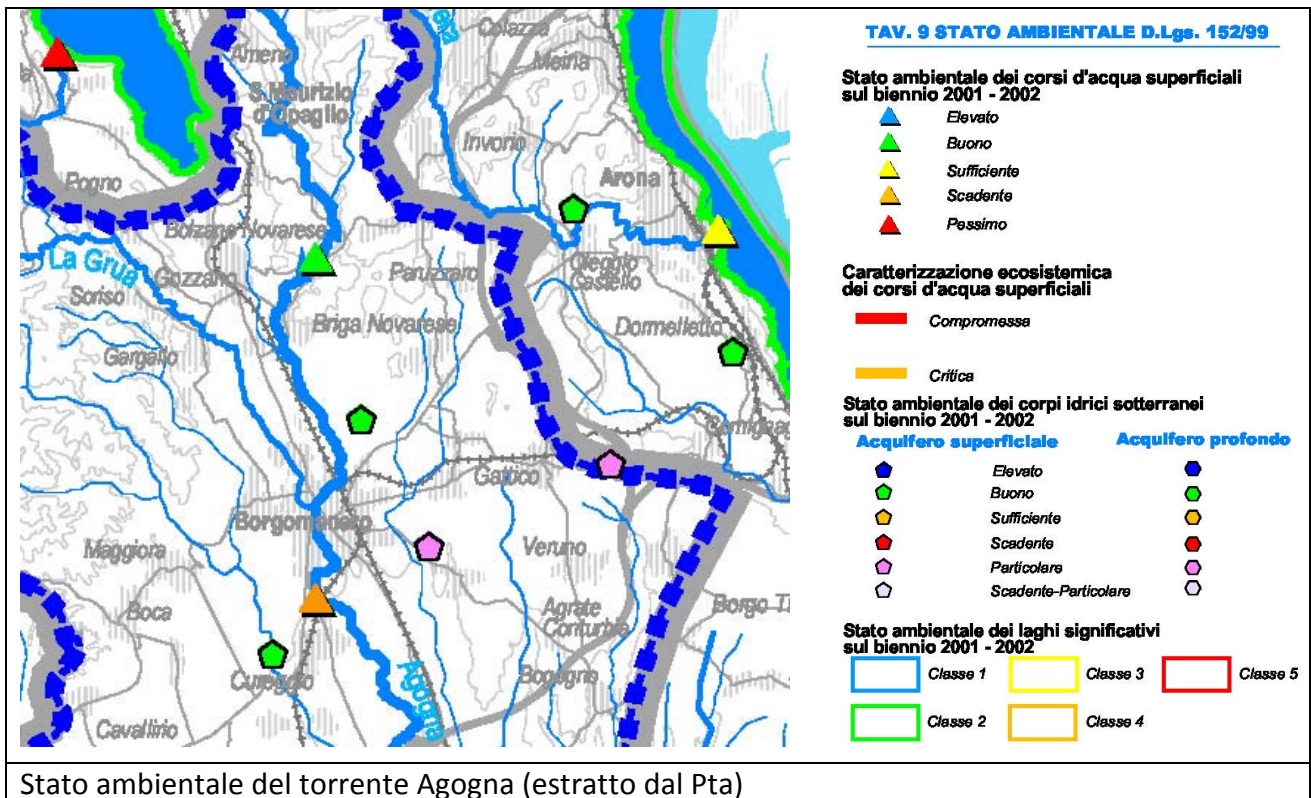 Colazza
Ameno
Meina
S. Maurizio
d'Opaglio
Invorio
Arona
Pogno
Bolzano Novarese
La Grua
Gozzano
Paruzzaro
Oleggio
Castello
Soriso
Briga Novarese
Dormelletto
Gargallo
Gattico
Borgomanero
Maggiora
Veruno
Boca
Agrate
Conturbia
Cureggio
Agogna
Bogogno
Cavallirio
TAV. 9 STATO AMBIENTALE D.Lgs. 152/99
Stato ambientale dei corsi d'acqua superficiali
sul biennio 2001 - 2002
Elevato
Buono
Sufficiente
Scadente
Pessimo
Caratterizzazione ecosistemica
dei corsi d'acqua superficiali
Compromessa
Critica
Stato ambientale dei corpi idrici sotterranei
sul biennio 2001 - 2002
Acquifero superficiale Acquifero profondo
Elevato
Buono
Sufficiente
Scadente
Particolare
Scadente-Particolare
Stato ambientale dei laghi significativi
sul biennio 2001 - 2002
Classe 1 Classe 3 Classe 5
Classe 2 Classe 4
Stato ambientale del torrente Agogna (estratto dal Pta)